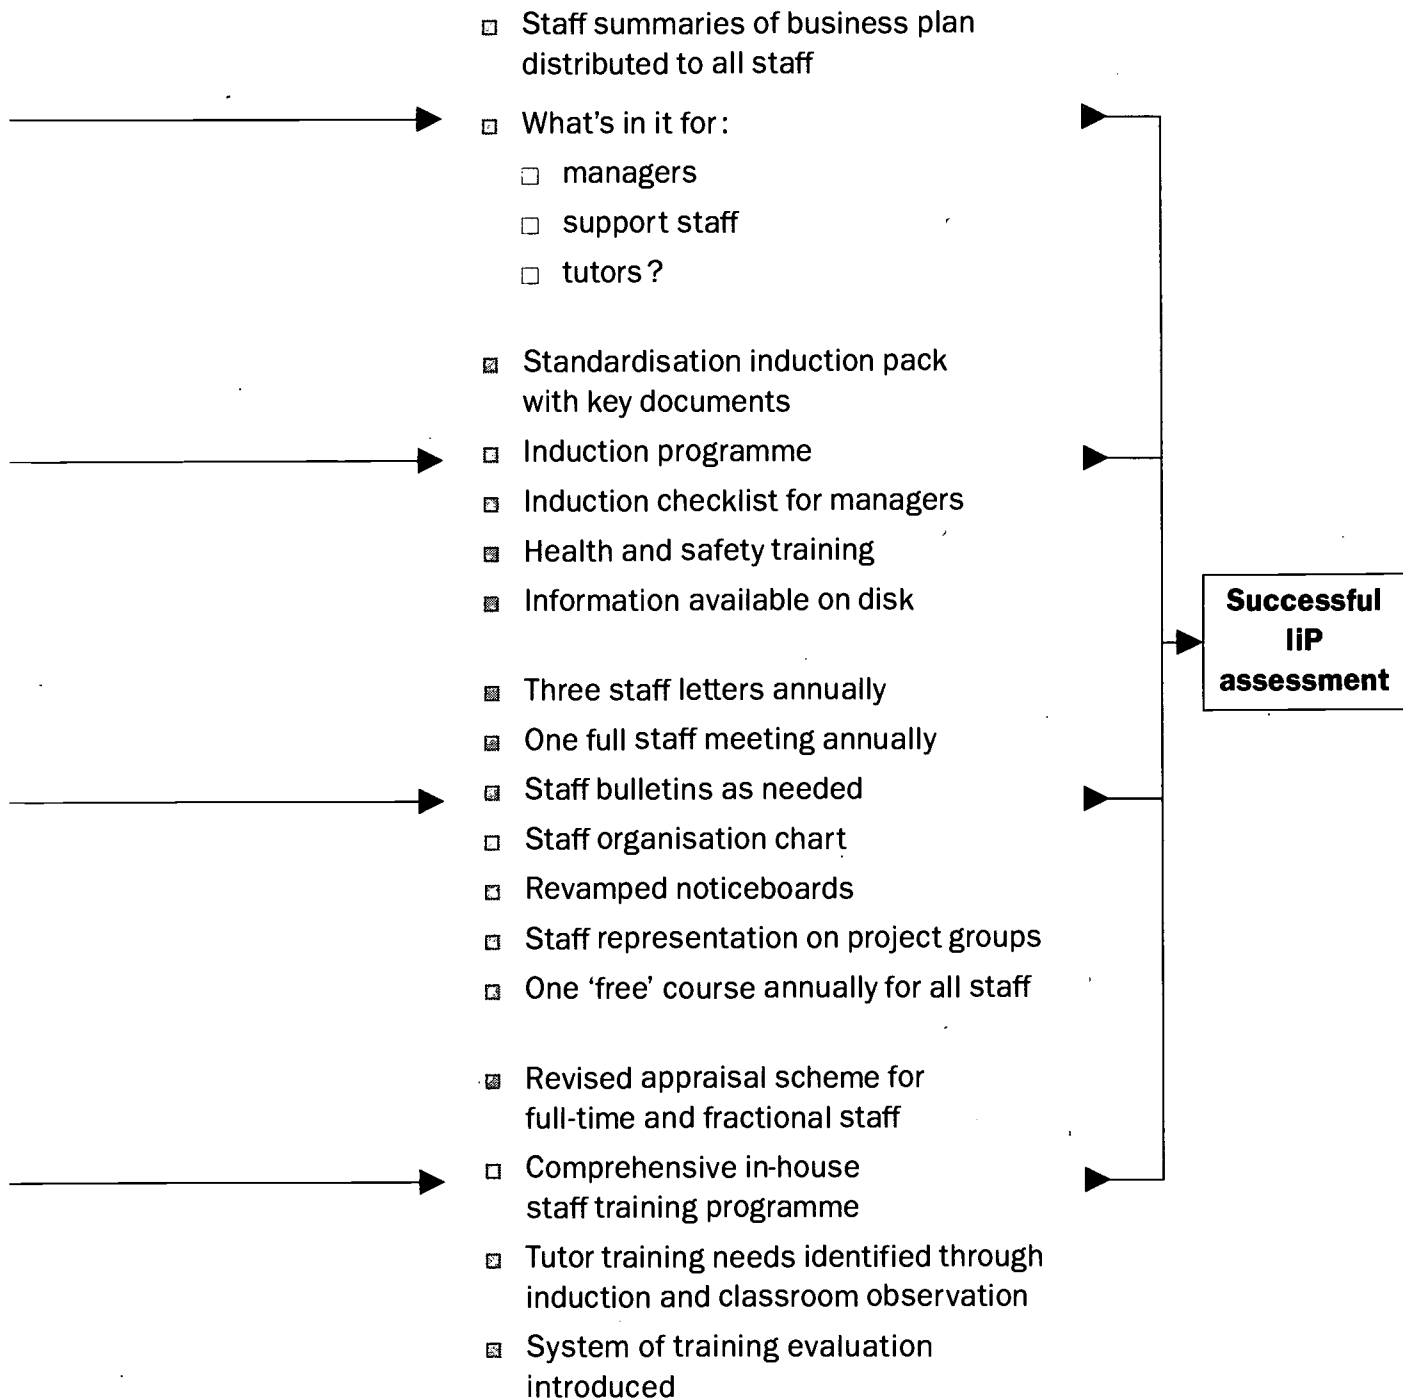 Staff summaries of business plan
distributed to all staff
What's in it for:
managers
support staff
tutors?
Standardisation induction pack
with key documents
Induction programme
Induction checklist for managers
Health and safety training
Information available on disk
Three staff letters annually
One full staff meeting annually
Staff bulletins as needed
Staff organisation chart
Revamped noticeboards
Staff representation on project groups
One ‘free’ course annually for all staff
Revised appraisal scheme for
full-time and fractional staff
Comprehensive in-house
staff training programme
Tutor training needs identified through
induction and classroom observation
System of training evaluation
introduced
Successful
IiP
assessment